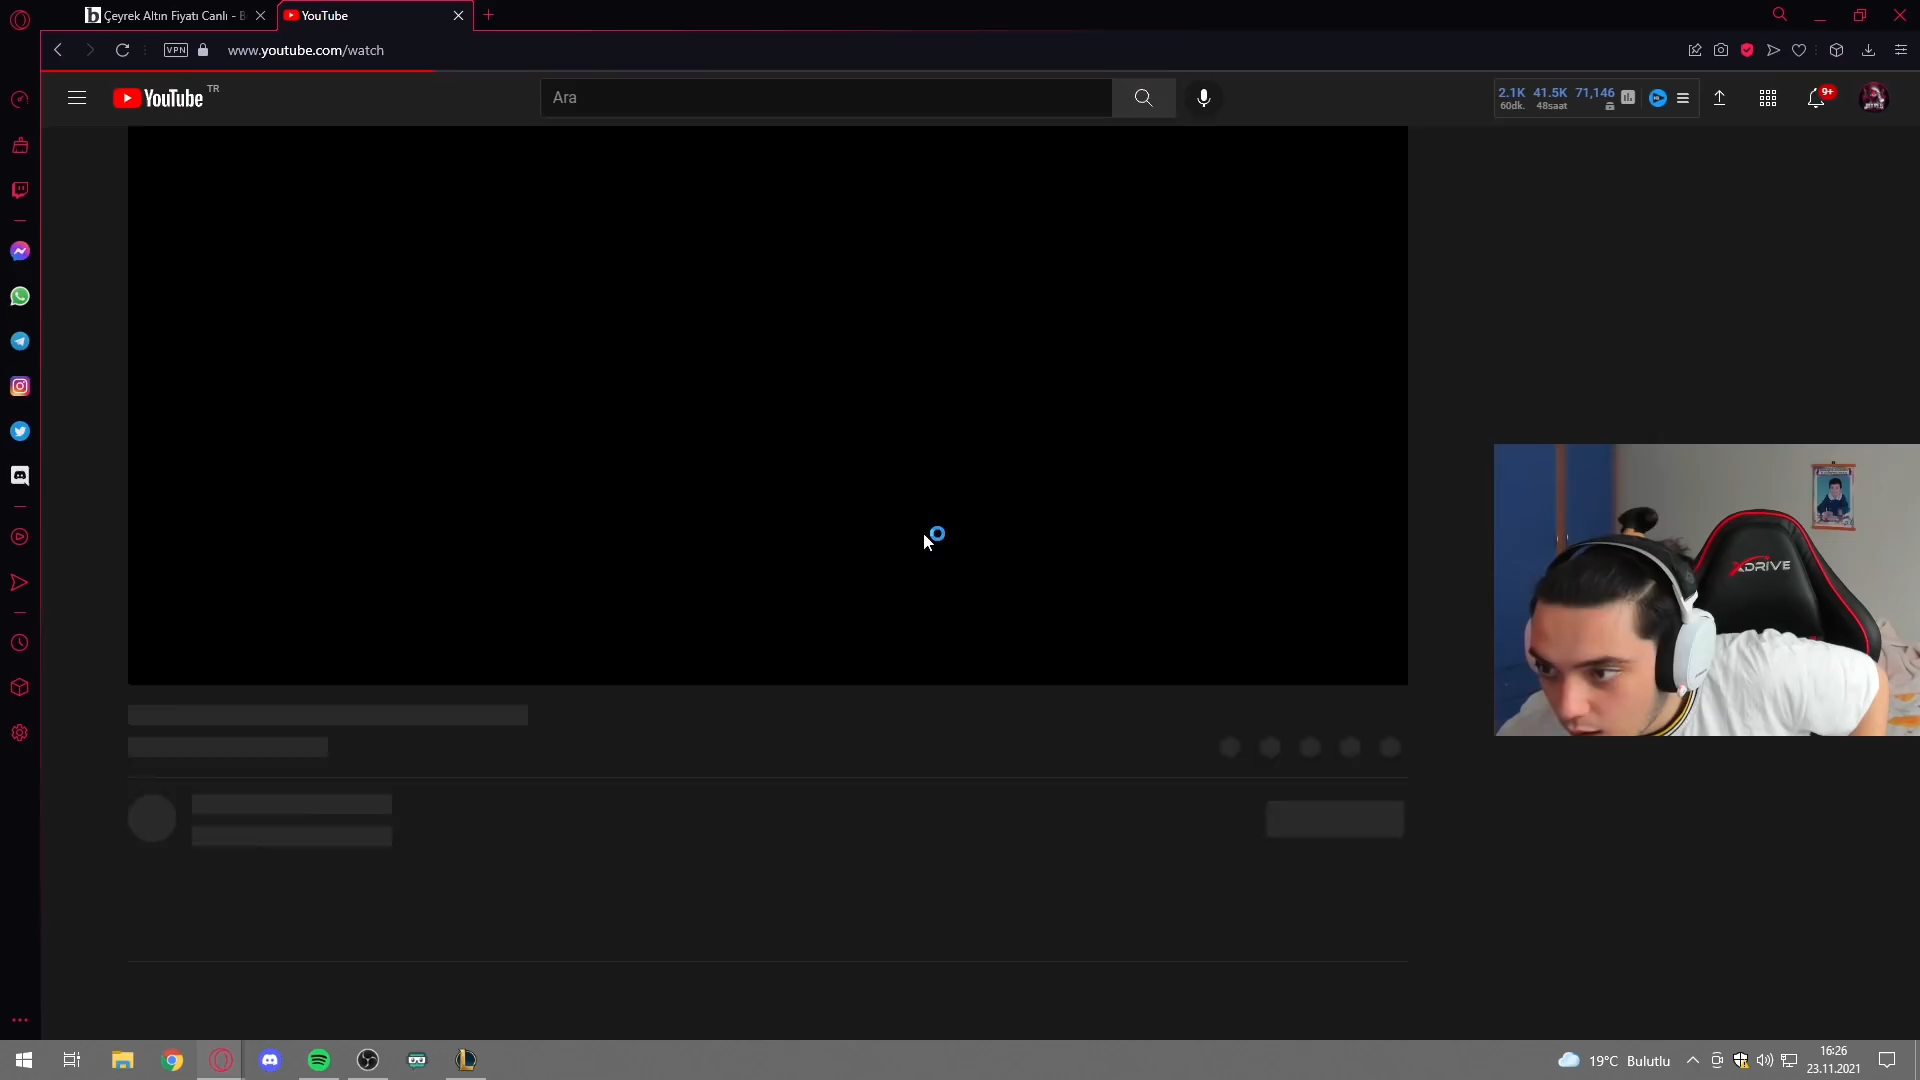 Çeyrek Altın Fiyatı Canlı - B
YouTube
VPN
www.youtube.com/watch
YouTube TR
Ara
2.1K 41.5K 71,146
60dk. 48saat
9+
XDRIVE
19°C Bulutlu
16:26
23.11.2021